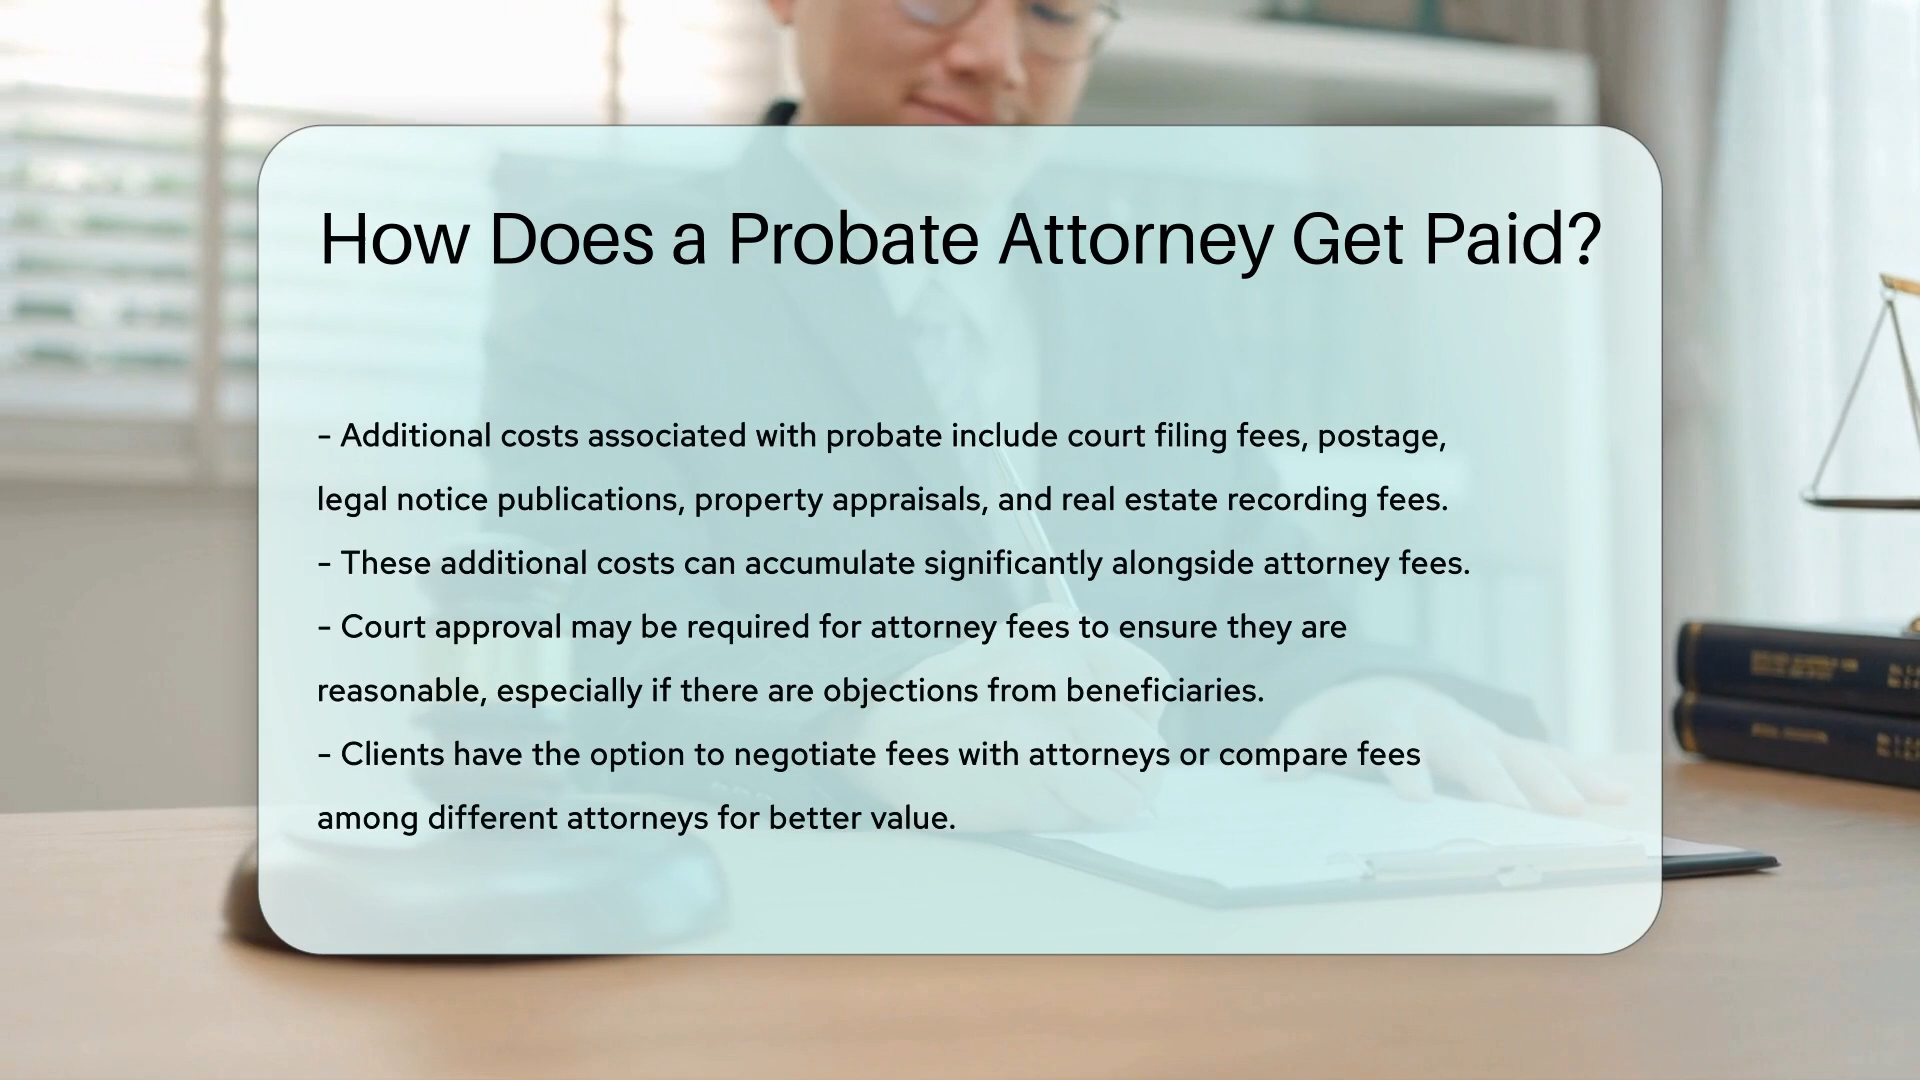 How Does a Probate Attorney Get Paid?
- Additional costs associated with probate include court filing fees, postage,
legal notice publications, property appraisals, and real estate recording fees.
- These additional costs can accumulate significantly alongside attorney fees.
- Court approval may be required for attorney fees to ensure they are
reasonable, especially if there are objections from beneficiaries.
- Clients have the option to negotiate fees with attorneys or compare fees
among different attorneys for better value.